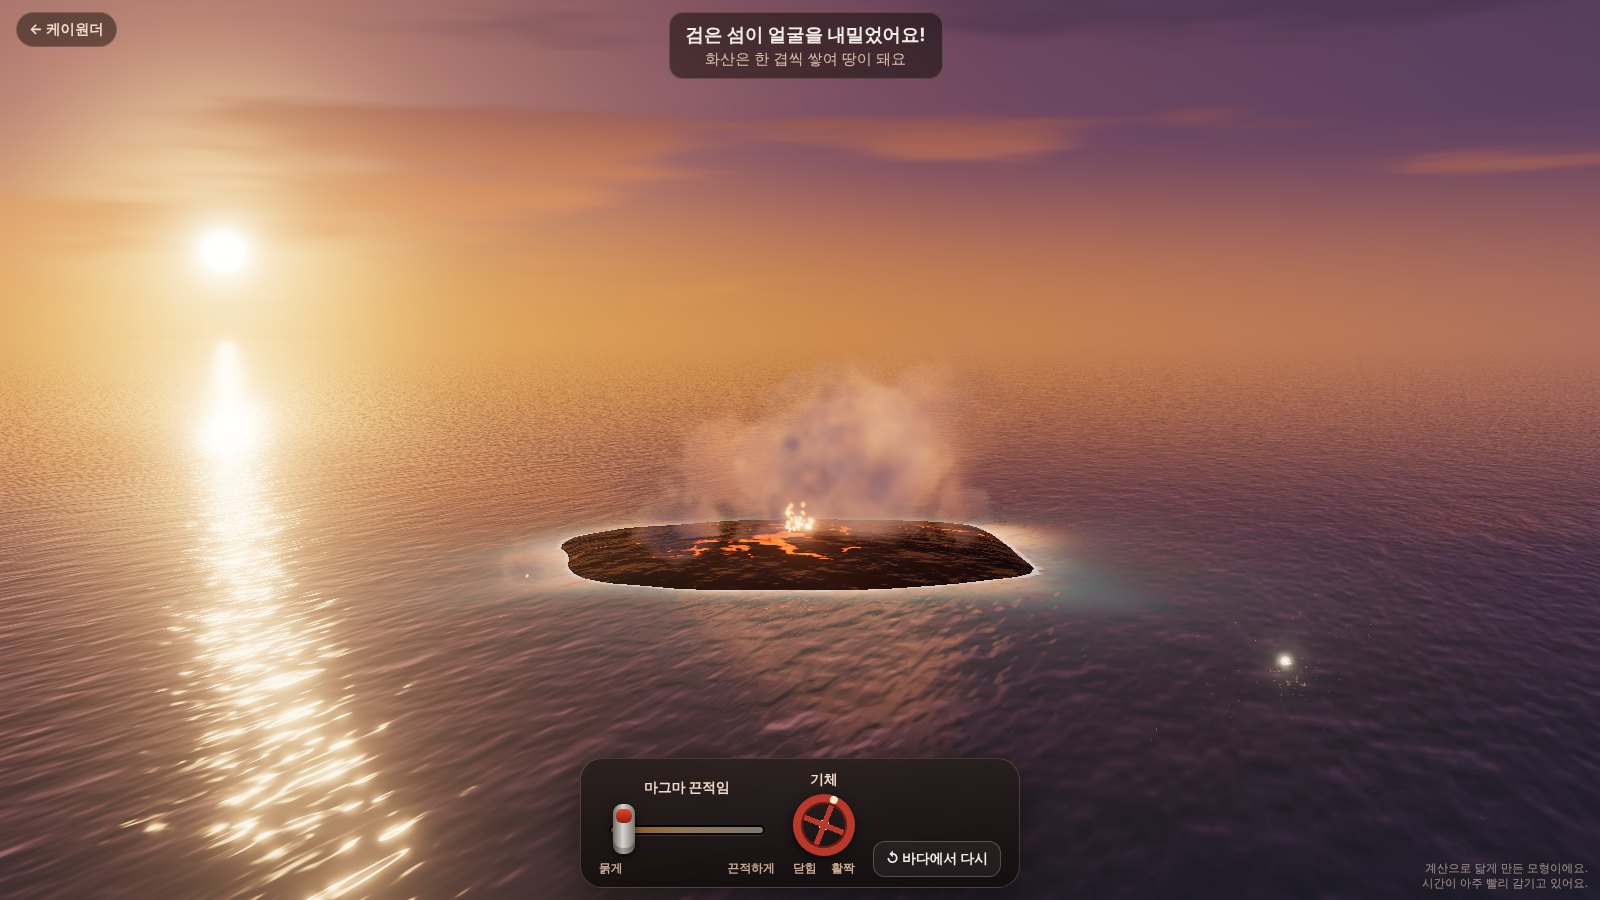 ← 케이원더
검은 섬이 얼굴을 내밀었어요!
화산은 한 겹씩 쌓여 땅이 돼요
마그마 끈적임
기체
묽게
끈적하게
닫힘
활짝
바다에서 다시
계산으로 닮게 만든 모형이에요.
시간이 아주 빨리 감기고 있어요.